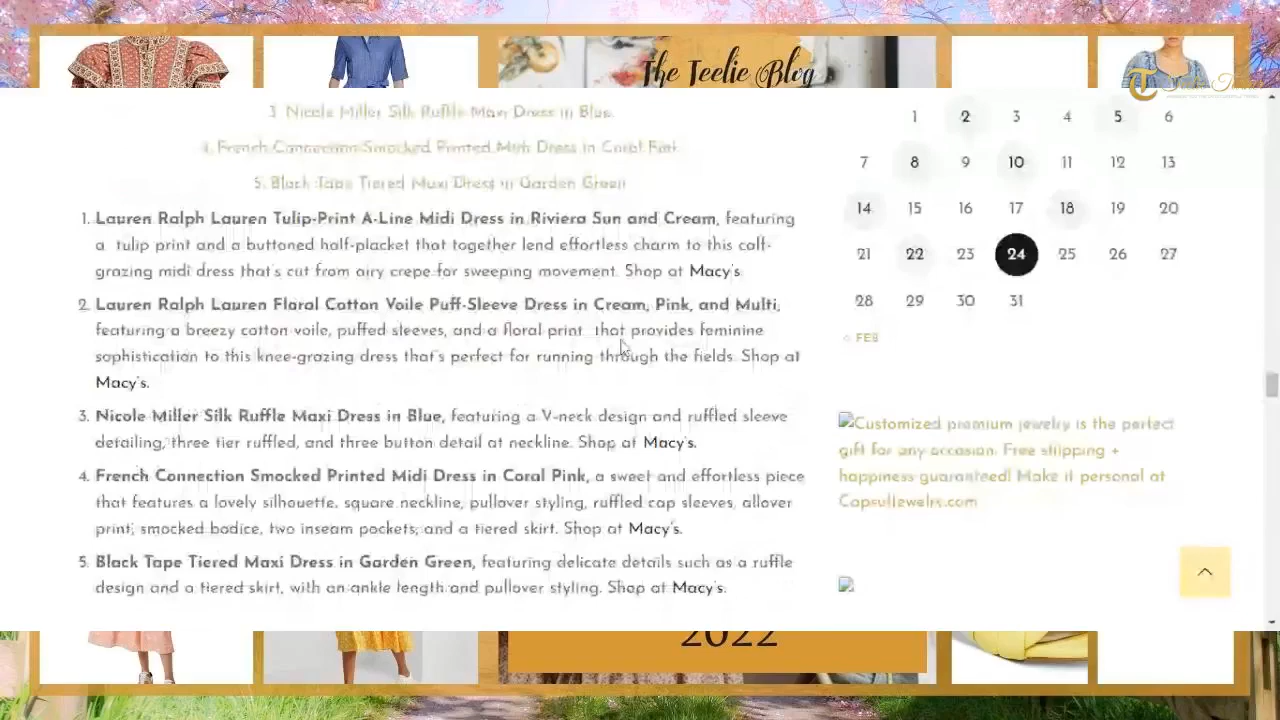 The Teelie Blog
3. Nicole Miller Silk Ruffle Maxi Dress in Blue
4. French Connection Smocked Printed Midi Dress in Coral Pink
5. Black Tape Tiered Maxi Dress in Garden Green
1. Lauren Ralph Lauren Tulip-Print A-Line Midi Dress in Riviera Sun and Cream, featuring
a tulip print and a buttoned half-placket that together lend effortless charm to this calf-
grazing midi dress that's cut from airy crepe for sweeping movement. Shop at Macy's
2. Lauren Ralph Lauren Floral Cotton Voile Puff-Sleeve Dress in Cream, Pink, and Multi,
featuring a breezy cotton voile, puffed sleeves, and a floral print that provides feminine
sophistication to this knee-grazing dress that's perfect for running through the fields. Shop at
Macy's.
3. Nicole Miller Silk Ruffle Maxi Dress in Blue, featuring a V-neck design and ruffled sleeve
detailing, three tier ruffled, and three button detail at neckline. Shop at Macy's.
4. French Connection Smocked Printed Midi Dress in Coral Pink, a sweet and effortless piece
that features a lovely silhouette, square neckline, pullover styling, ruffled cap sleeves, allover
print, smocked bodice, two inseam pockets, and a tiered skirt. Shop at Macy's.
5. Black Tape Tiered Maxi Dress in Garden Green, featuring delicate details such as a ruffle
design and a tiered skirt, with an ankle length and pullover styling. Shop at Macy's.
1 2 3 4 5 6
7 8 9 10 11 12 13
14 15 16 17 18 19 20
21 22 23 24 25 26 27
28 29 30 31
« FEB
Customized premium jewelry is the perfect
gift for any occasion. Free shipping +
happiness guaranteed! Make it personal at
Capsuljewelrs.com
2022